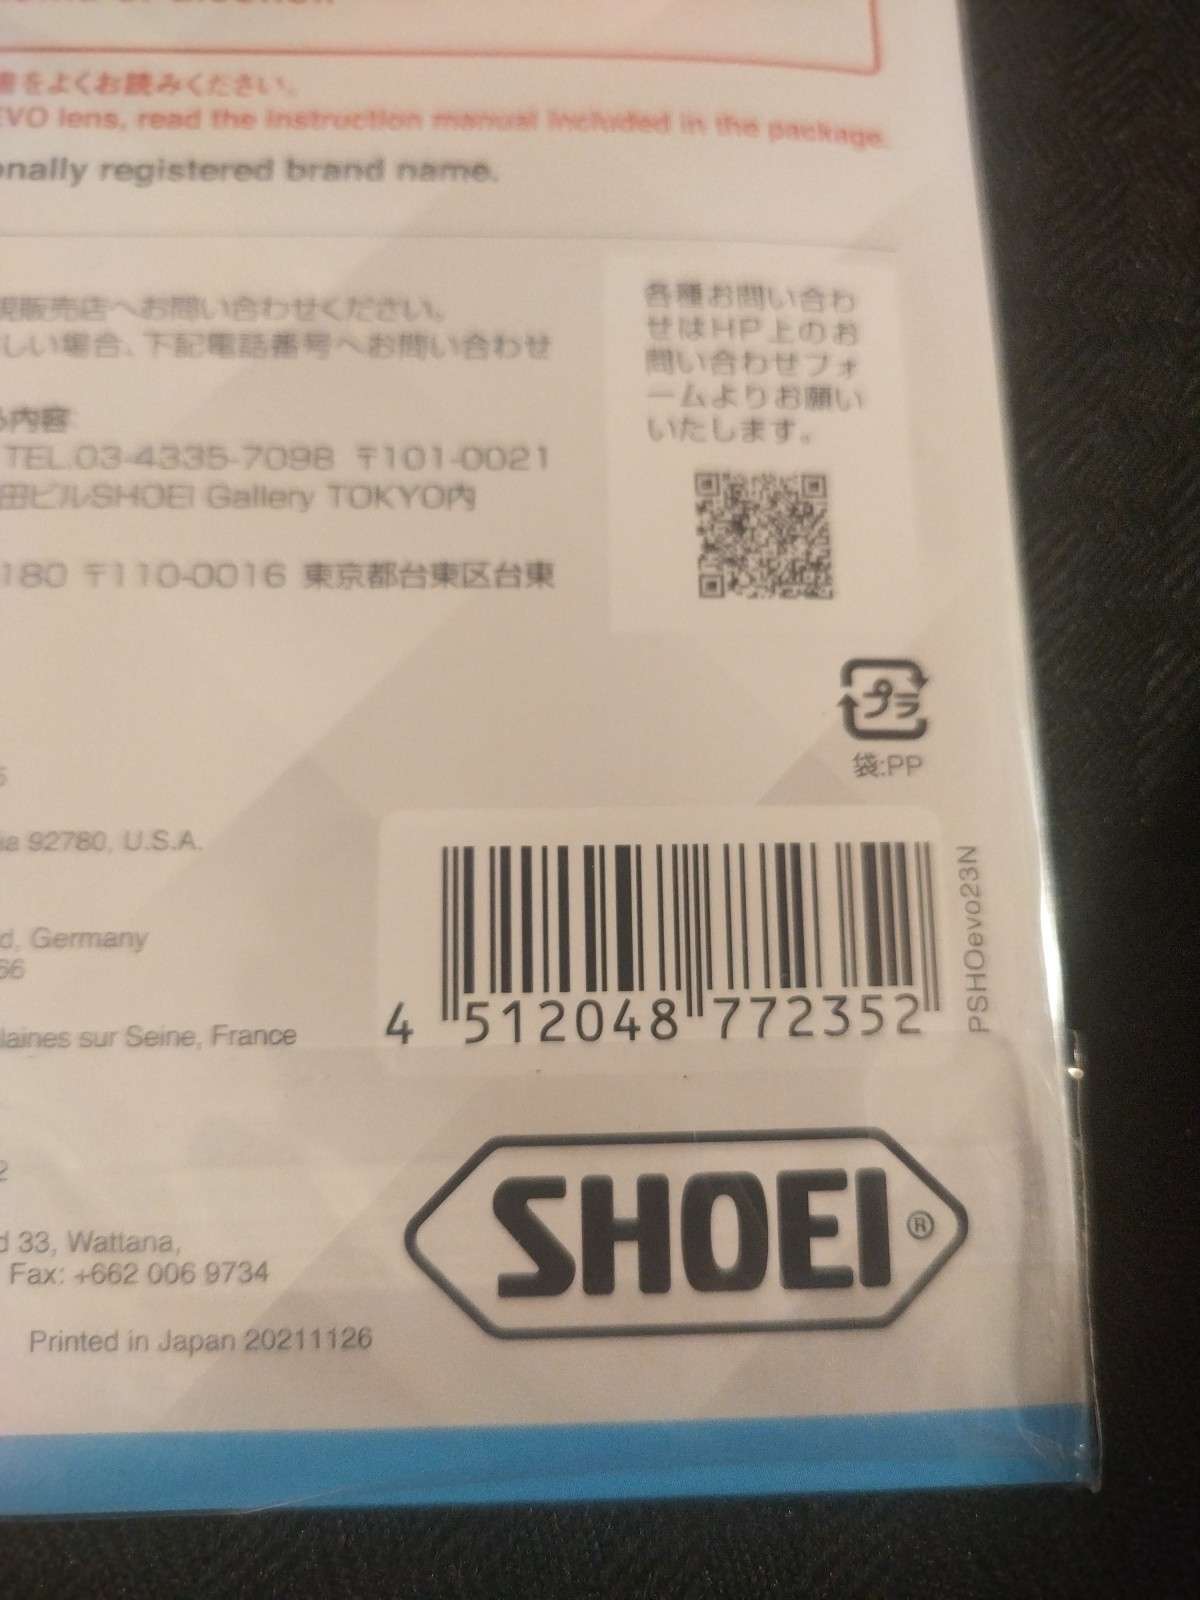 書をよくお読みください。
EVO lens, read the instruction manual included in the package.
onally registered brand name.
規販売店へお問い合わせください。
しい場合、下記電話番号へお問い合わせ
る内容
TEL.03-4335-7098 〒101-0021
田ビルSHOEI Gallery TOKYO内
180 〒110-0016 東京都台東区台東
各種お問い合わ
せはHP上のお
問い合わせフォ
ームよりお願い
いたします。
プラ
袋:PP
5
ia 92780, U.S.A.
d, Germany
66
laines sur Seine, France
4 512048 772352
PSHOevo23N
2
d 33, Wattana,
Fax: +662 006 9734
Printed in Japan 20211126
SHOEI®